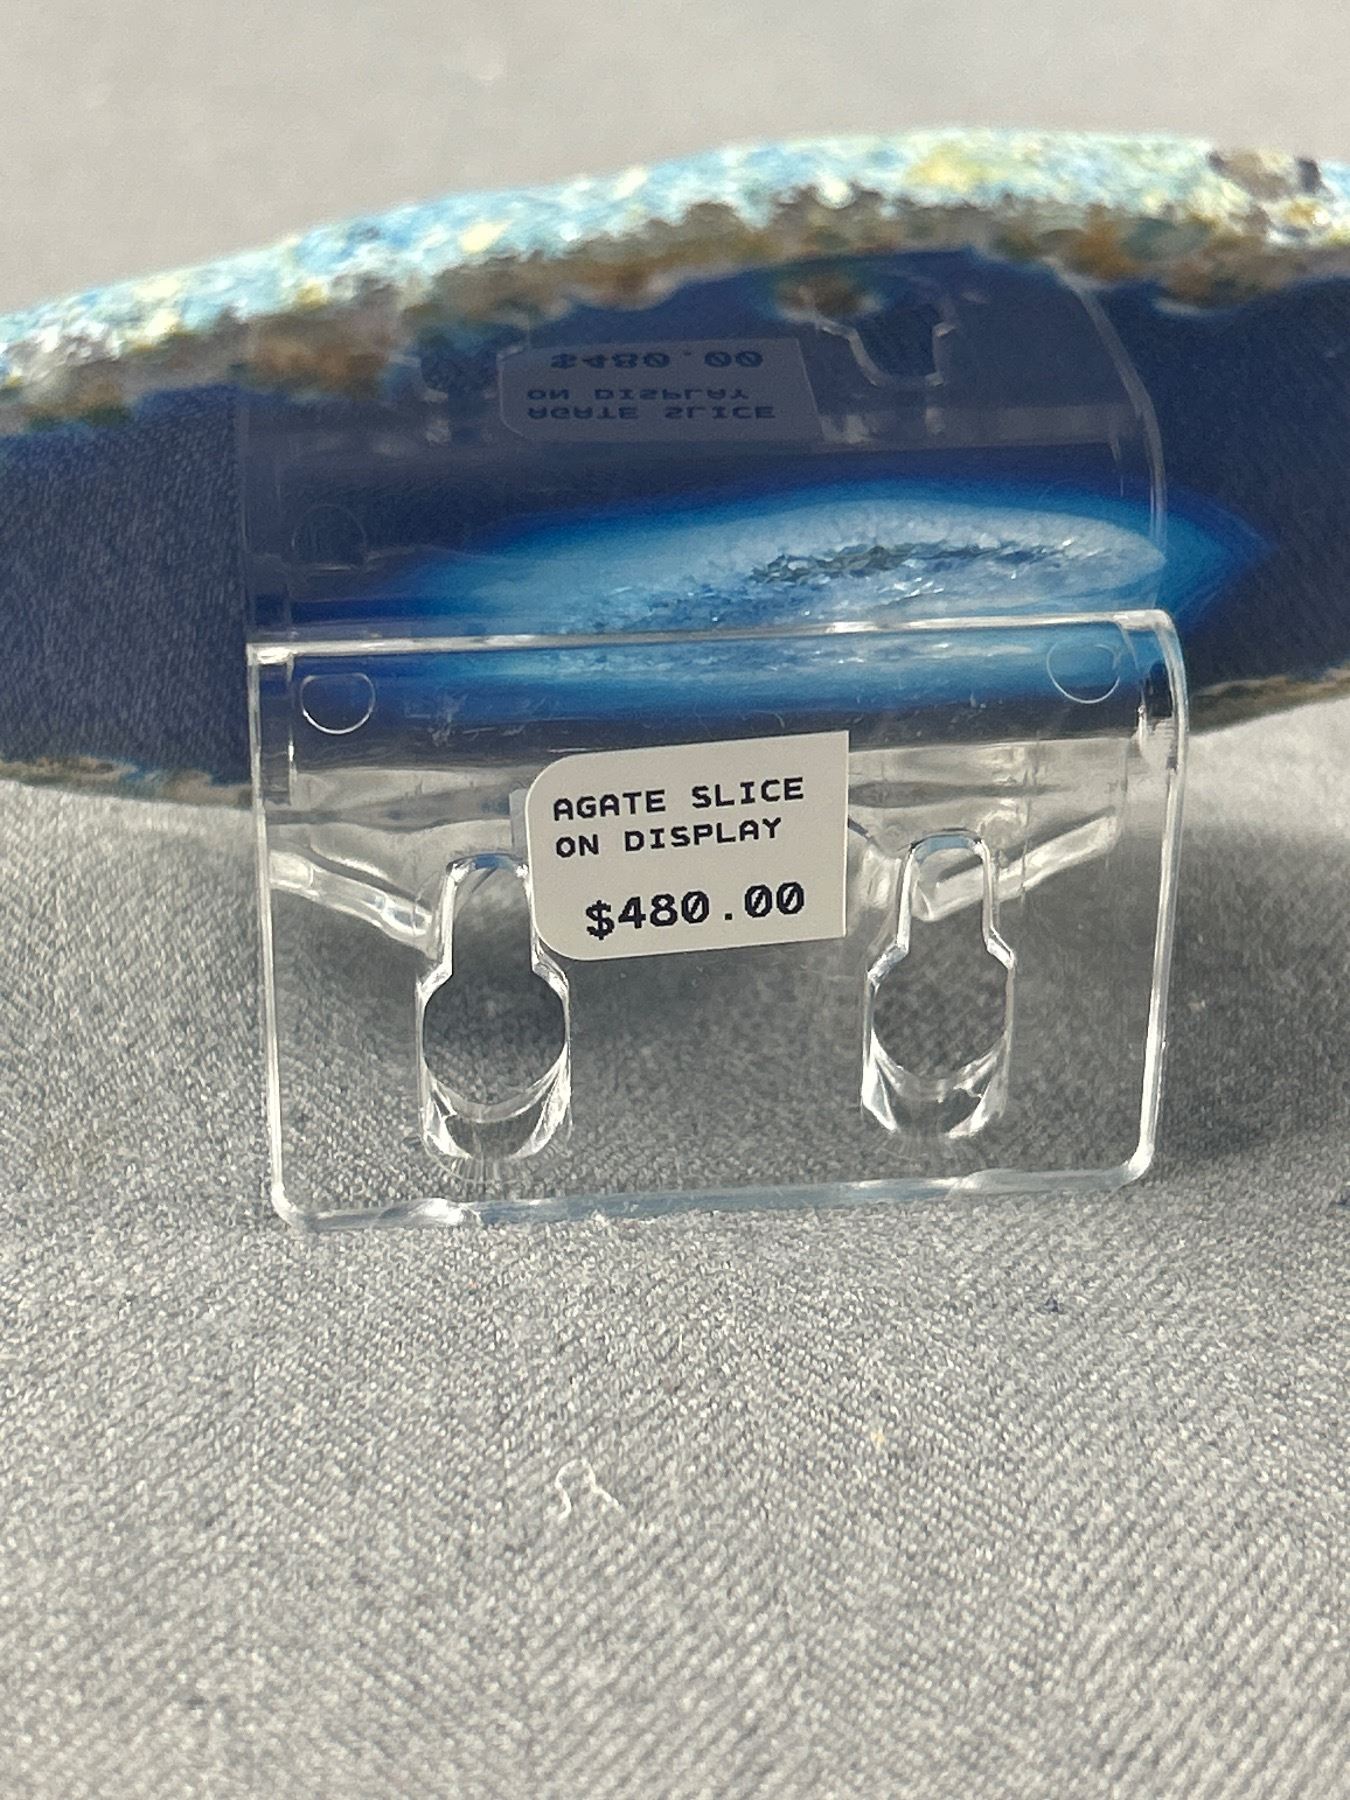 AGATE SLICE
ON DISPLAY
$480.00